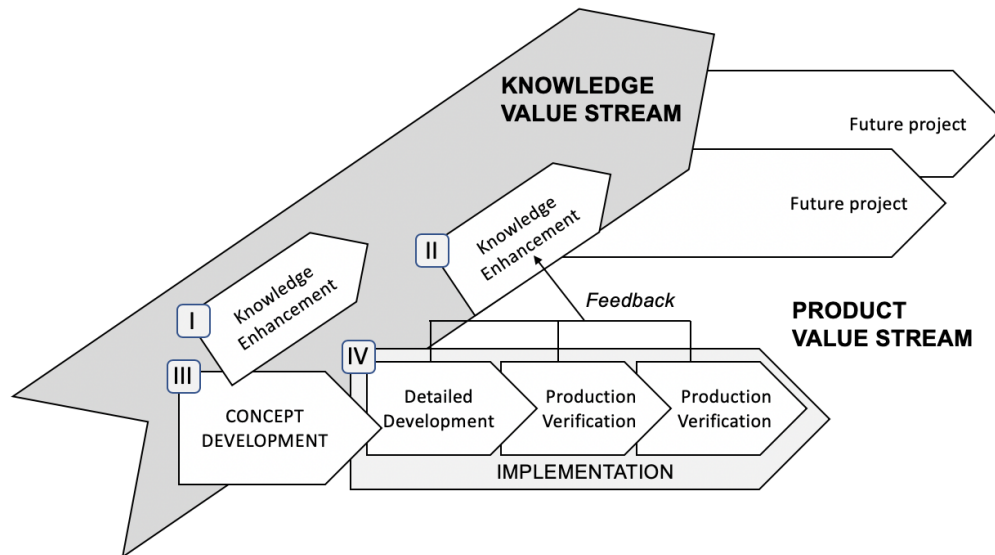 KNOWLEDGE
VALUE STREAM
Future project
Future project
II
Knowledge
Enhancement
I
Knowledge
Enhancement
Feedback
PRODUCT
VALUE STREAM
III
CONCEPT
DEVELOPMENT
IV
Detailed
Development
Production
Verification
Production
Verification
IMPLEMENTATION